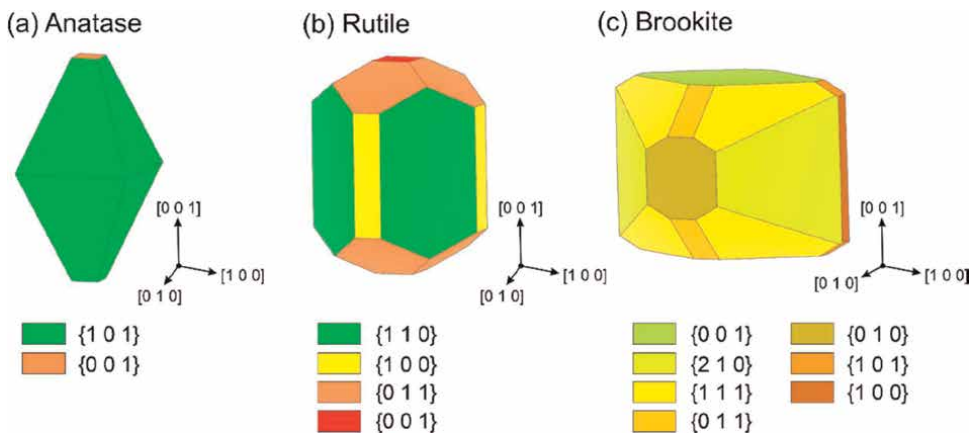 (a) Anatase
(b) Rutile
(c) Brookite
[0 0 1]
[1 0 0]
[0 1 0]
[0 0 1]
[1 0 0]
[0 1 0]
[0 0 1]
[1 0 0]
[0 1 0]
{1 0 1}
{0 0 1}
{1 1 0}
{1 0 0}
{0 1 1}
{0 0 1}
{0 0 1}
{2 1 0}
{1 1 1}
{0 1 1}
{0 1 0}
{1 0 1}
{1 0 0}